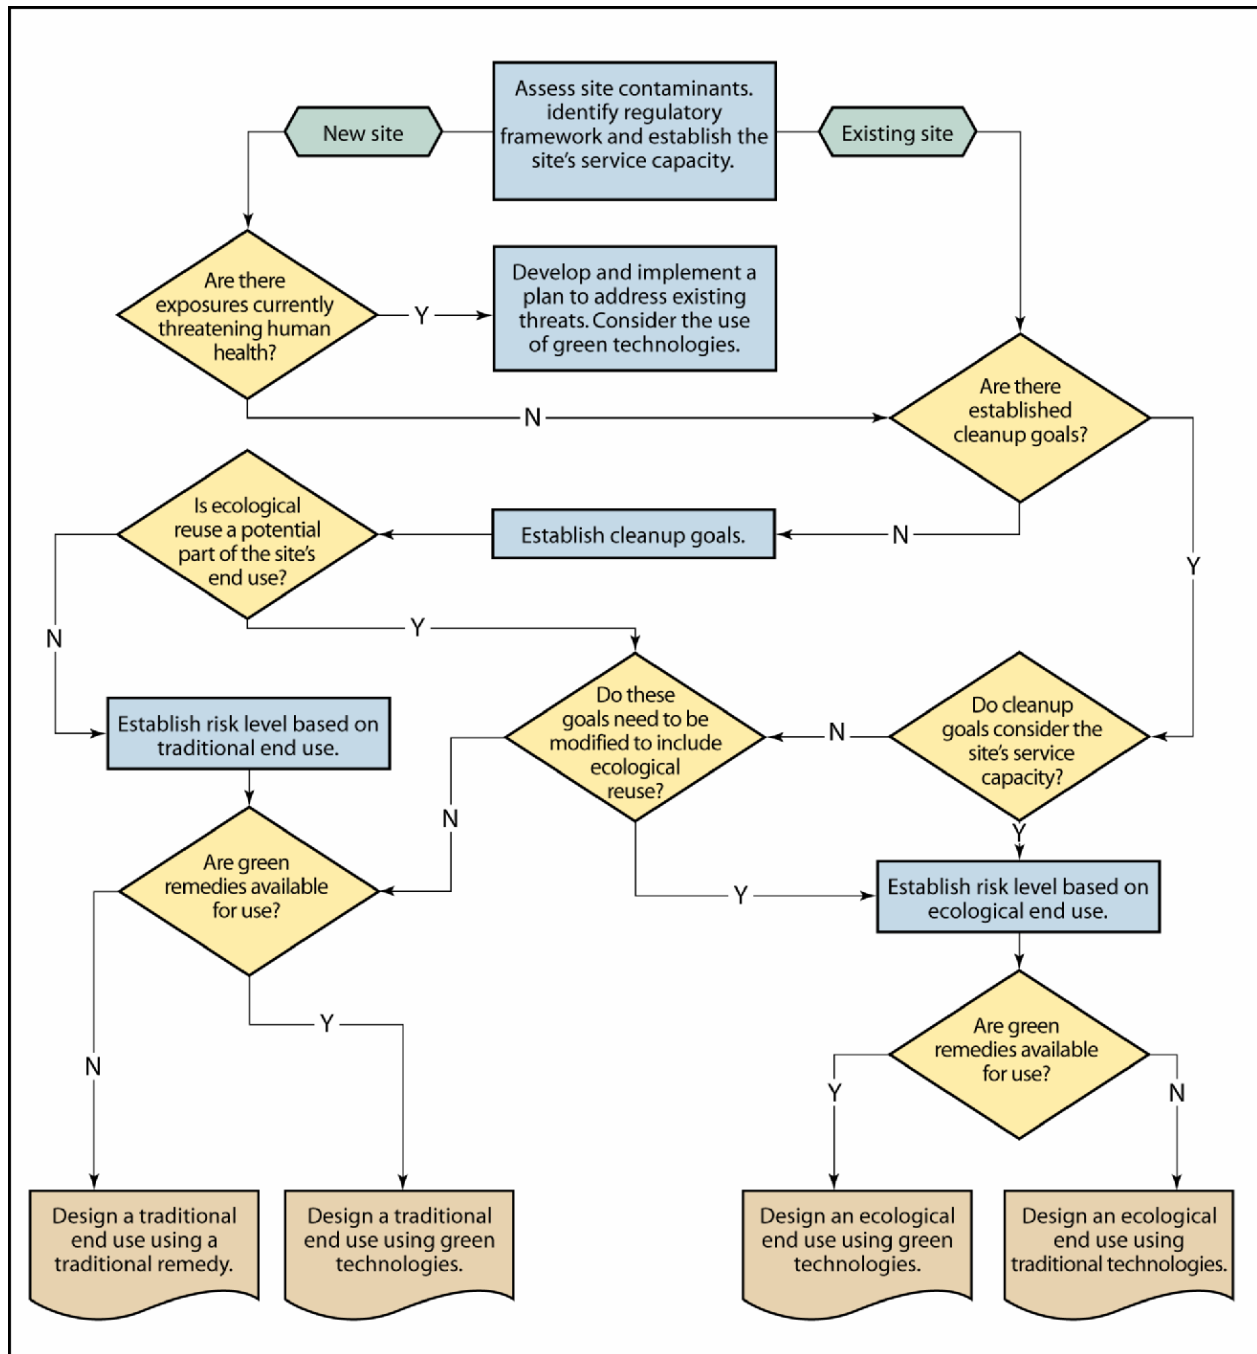 Assess site contaminants.
identify regulatory
framework and establish the
site's service capacity.
New site
Existing site
Are there
exposures currently
threatening human
health?
Y
Develop and implement a
plan to address existing
threats. Consider the use
of green technologies.
Are there
established
cleanup goals?
N
Is ecological
reuse a potential
part of the site's
end use?
Establish cleanup goals.
N
Y
N
Y
Do these
goals need to be
modified to include
ecological
reuse?
Do cleanup
goals consider the
site's service
capacity?
Establish risk level based on
traditional end use.
N
N
Y
Are green
remedies available
for use?
Y
Establish risk level based on
ecological end use.
Y
N
Are green
remedies available
for use?
Y
N
Design a traditional
end use using a
traditional remedy.
Design a traditional
end use using green
technologies.
Design an ecological
end use using green
technologies.
Design an ecological
end use using
traditional technologies.